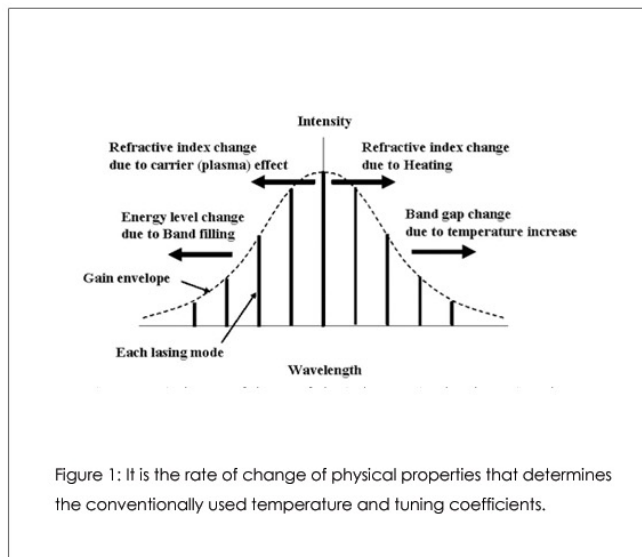 Intensity
Refractive index change
due to carrier (plasma) effect
Refractive index change
due to Heating
Energy level change
due to Band filling
Band gap change
due to temperature increase
Gain envelope
Each lasing mode
Wavelength
Figure 1: It is the rate of change of physical properties that determines
the conventionally used temperature and tuning coefficients.